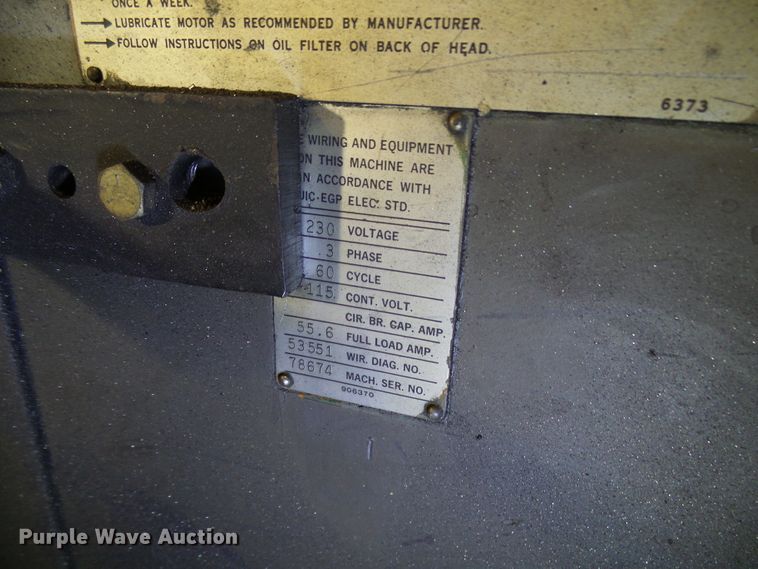 ONCE A WEEK.
→LUBRICATE MOTOR AS RECOMMENDED BY MANUFACTURER.
→FOLLOW INSTRUCTIONS ON OIL FILTER ON BACK OF HEAD.
6373
E WIRING AND EQUIPMENT
ON THIS MACHINE ARE
IN ACCORDANCE WITH
JIC-EGP ELEC. STD.
230 VOLTAGE
3 PHASE
60 CYCLE
115 CONT. VOLT.
CIR. BR. CAP. AMP.
55.6 FULL LOAD AMP.
53551 WIR. DIAG. NO.
78674 MACH. SER. NO.
906370
Purple Wave Auction